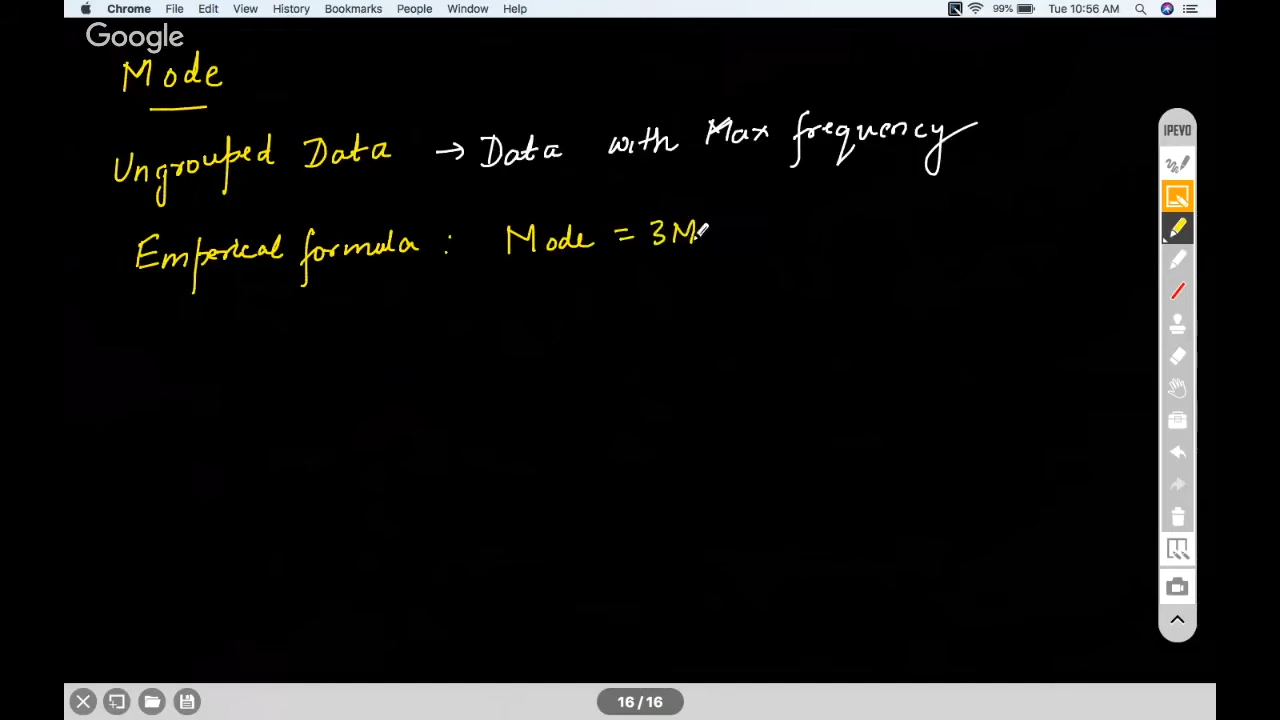 Chrome File Edit View History Bookmarks People Window Help 99% Tue 10:56 AM
Google
Mode
Ungrouped Data → Data with Max frequency
IPEVO
Emperical formula : Mode = 3M
16 / 16